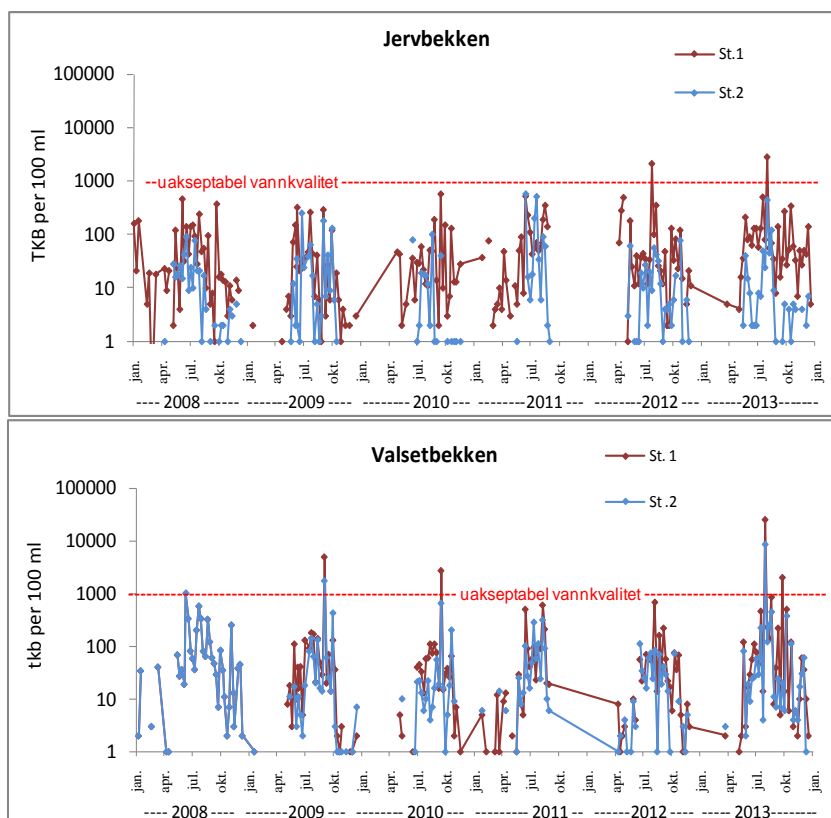 Jervbekken
St.1
St.2
TKB per 100 ml
100000
10000
1000
100
10
1
uakseptabel vannkvalitet
jan. apr. jul. okt. jan. apr. jul. okt. jan. apr. jul. okt. jan. apr. jul. okt. jan. apr. jul. okt. jan. apr. jul. okt. jan.
---- 2008 ---- -------2009 ------- -------2010 ------- -------2011 ------- -------2012 ------- -------2013-------
Valsetbekken
St. 1
St .2
tkb per 100 ml
100000
10000
1000
100
10
1
uakseptabel vannkvalitet
jan. apr. jul. okt. jan. apr. jul. okt. jan. apr. jul. okt. jan. apr. jul. okt. jan. apr. jul. okt. jan. apr. jul. okt. jan.
---- 2008 ---- -------2009 ------- -------2010 ------- -------2011 ------- -------2012 ------- -------2013--------